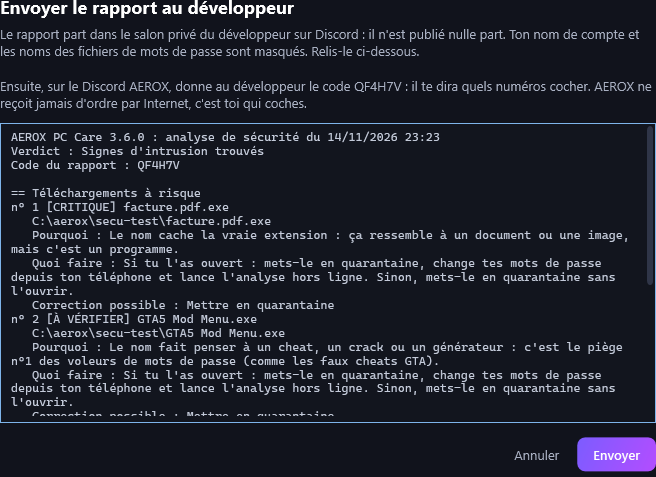 Envoyer le rapport au développeur
Le rapport part dans le salon privé du développeur sur Discord : il n'est publié nulle part. Ton nom de compte et
les noms des fichiers de mots de passe sont masqués. Relis-le ci-dessous.
Ensuite, sur le Discord AEROX, donne au développeur le code QF4H7V : il te dira quels numéros cocher. AEROX ne
reçoit jamais d'ordre par Internet, c'est toi qui coches.
AEROX PC Care 3.6.0 : analyse de sécurité du 14/11/2026 23:23
Verdict : Signes d'intrusion trouvés
Code du rapport : QF4H7V
== Téléchargements à risque
n° 1 [CRITIQUE] facture.pdf.exe
C:\aerox\secu-test\facture.pdf.exe
Pourquoi : Le nom cache la vraie extension : ça ressemble à un document ou une image,
mais c'est un programme.
Quoi faire : Si tu l'as ouvert : mets-le en quarantaine, change tes mots de passe
depuis ton téléphone et lance l'analyse hors ligne. Sinon, mets-le en quarantaine sans
l'ouvrir.
Correction possible : Mettre en quarantaine
n° 2 [À VÉRIFIER] GTA5 Mod Menu.exe
C:\aerox\secu-test\GTA5 Mod Menu.exe
Pourquoi : Le nom fait penser à un cheat, un crack ou un générateur : c'est le piège
n°1 des voleurs de mots de passe (comme les faux cheats GTA).
Quoi faire : Si tu l'as ouvert : mets-le en quarantaine, change tes mots de passe
depuis ton téléphone et lance l'analyse hors ligne. Sinon, mets-le en quarantaine sans
l'ouvrir.
Correction possible : Mettre en quarantaine
Annuler
Envoyer